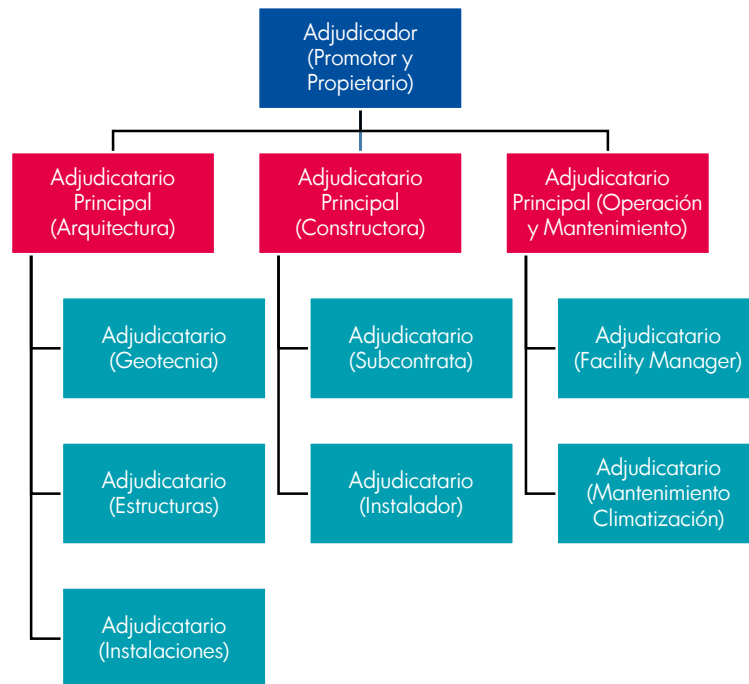 Adjudicador
(Promotor y
Propietario)
Adjudicatario
Principal
(Arquitectura)
Adjudicatario
Principal
(Constructora)
Adjudicatario
Principal (Operación
y Mantenimiento)
Adjudicatario
(Geotecnia)
Adjudicatario
(Subcontrata)
Adjudicatario
(Facility Manager)
Adjudicatario
(Estructuras)
Adjudicatario
(Instalador)
Adjudicatario
(Mantenimiento
Climatización)
Adjudicatario
(Instalaciones)